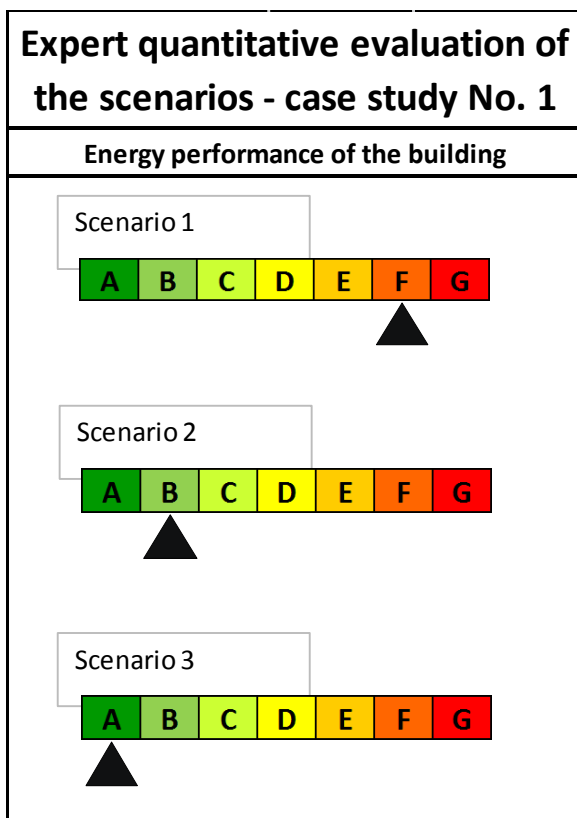 Expert quantitative evaluation of
the scenarios - case study No. 1
Energy performance of the building
Scenario 1
A B C D E F G
Scenario 2
A B C D E F G
Scenario 3
A B C D E F G